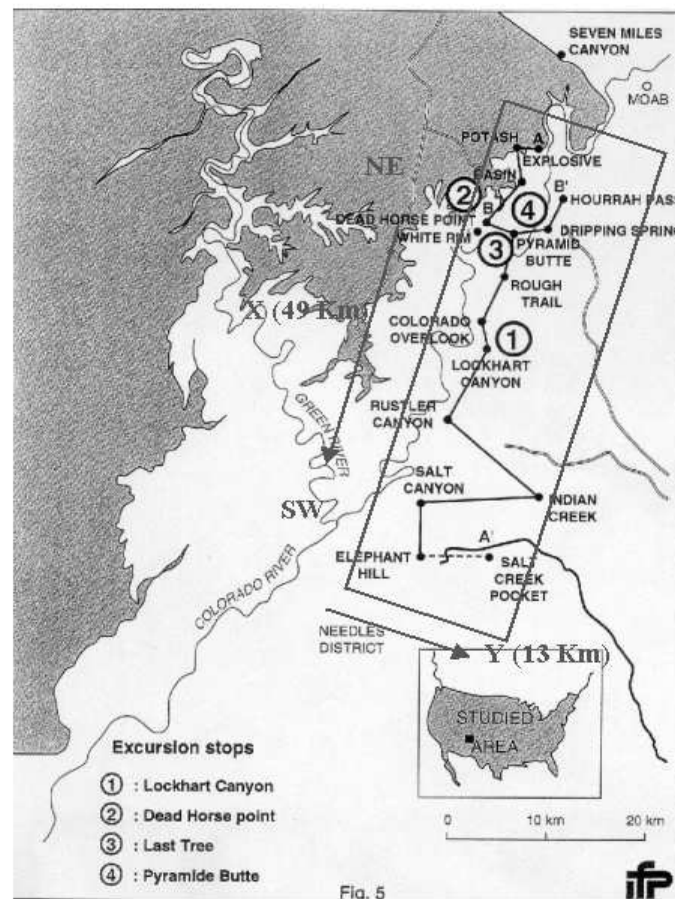 SEVEN MILES
CANYON
MOAB
POTASH
A
EXPLOSIVE
NE
BASIN
B'
2
HOURRAH PASS
B
4
DEAD HORSE POINT
WHITE RIM
DRIPPING SPRING
3
PYRAMID
BUTTE
ROUGH
TRAIL
X (49 Km)
COLORADO
OVERLOOK
1
LOCKHART
CANYON
GREEN RIVER
RUSTLER
CANYON
SALT
CANYON
SW
INDIAN
CREEK
A'
ELEPHANT
HILL
SALT
CREEK
POCKET
COLORADO RIVER
NEEDLES
DISTRICT
Y (13 Km)
STUDIED
AREA
Excursion stops
1 : Lockhart Canyon
2 : Dead Horse point
3 : Last Tree
4 : Pyramide Butte
0 10 km 20 km
Fig. 5
ifp